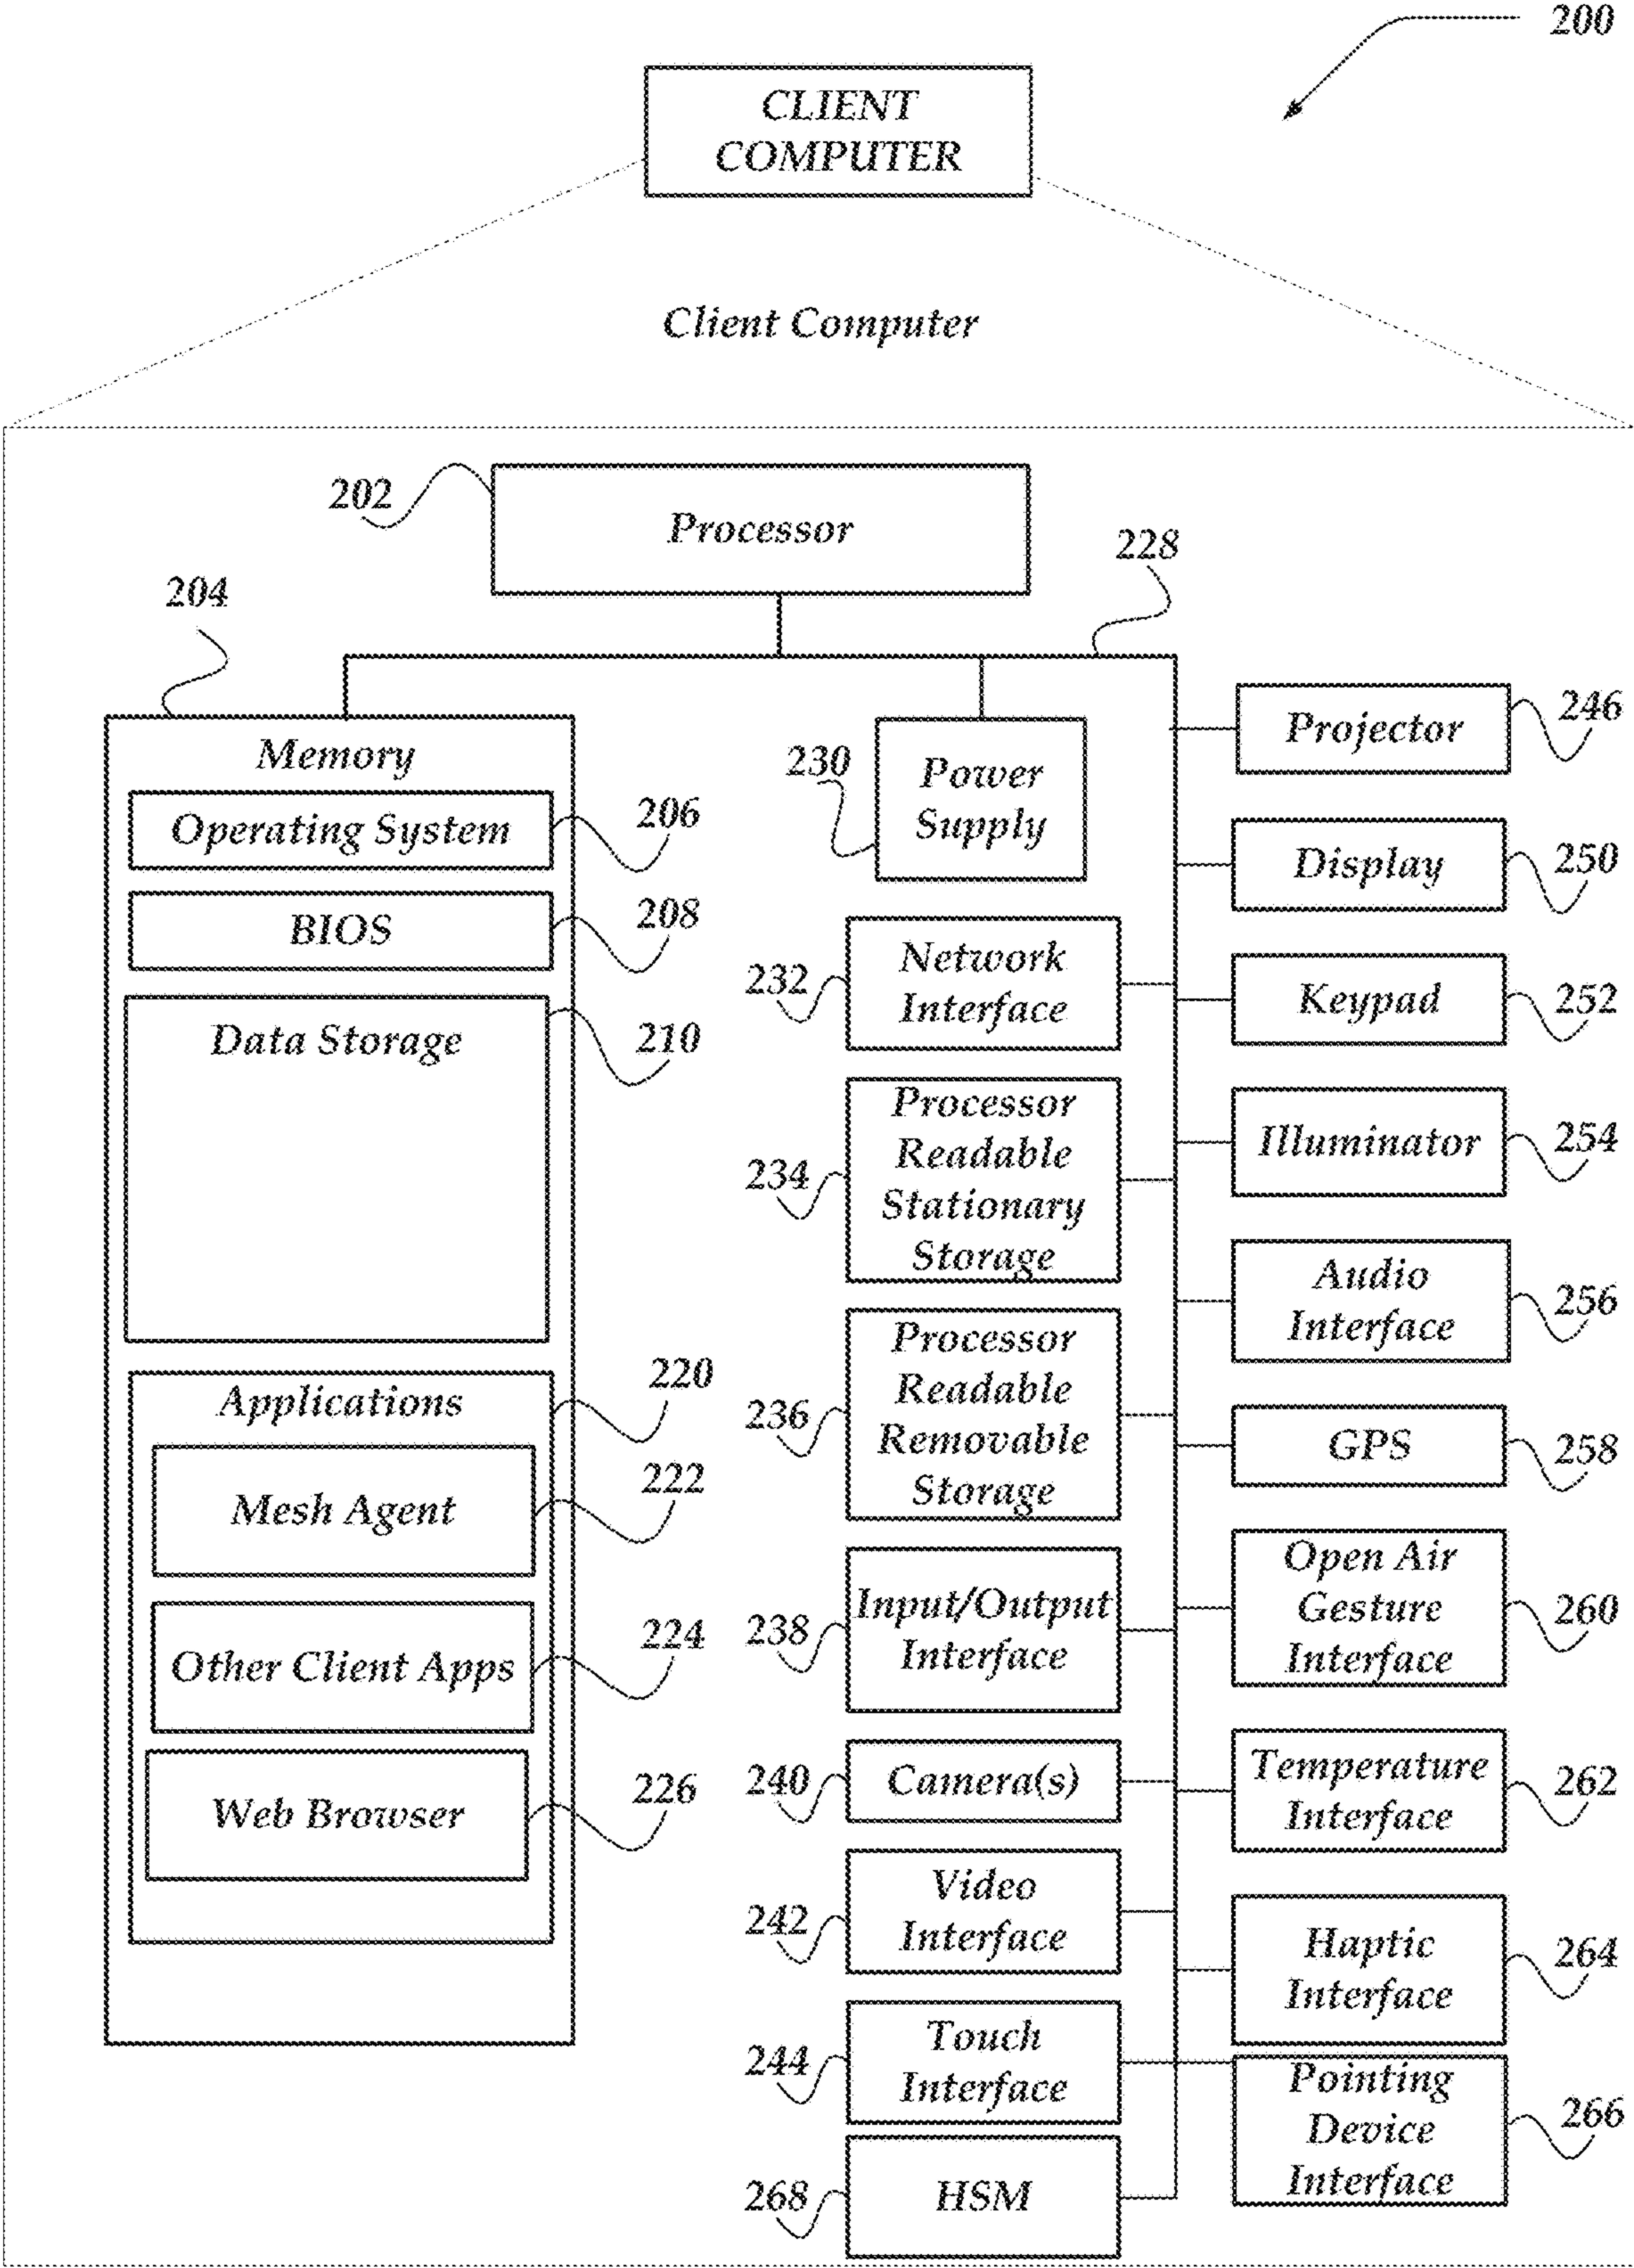 200
CLIENT
COMPUTER
Client Computer
202
Processor
228
204
Memory
Operating System
206
BIOS
208
Data Storage
210
Applications
220
Mesh Agent
222
Other Client Apps
224
Web Browser
226
230
Power
Supply
232
Network
Interface
234
Processor
Readable
Stationary
Storage
236
Processor
Readable
Removable
Storage
238
Input/Output
Interface
240
Camera(s)
242
Video
Interface
244
Touch
Interface
268
HSM
Projector
246
Display
250
Keypad
252
Illuminator
254
Audio
Interface
256
GPS
258
Open Air
Gesture
Interface
260
Temperature
Interface
262
Haptic
Interface
264
Pointing
Device
Interface
266